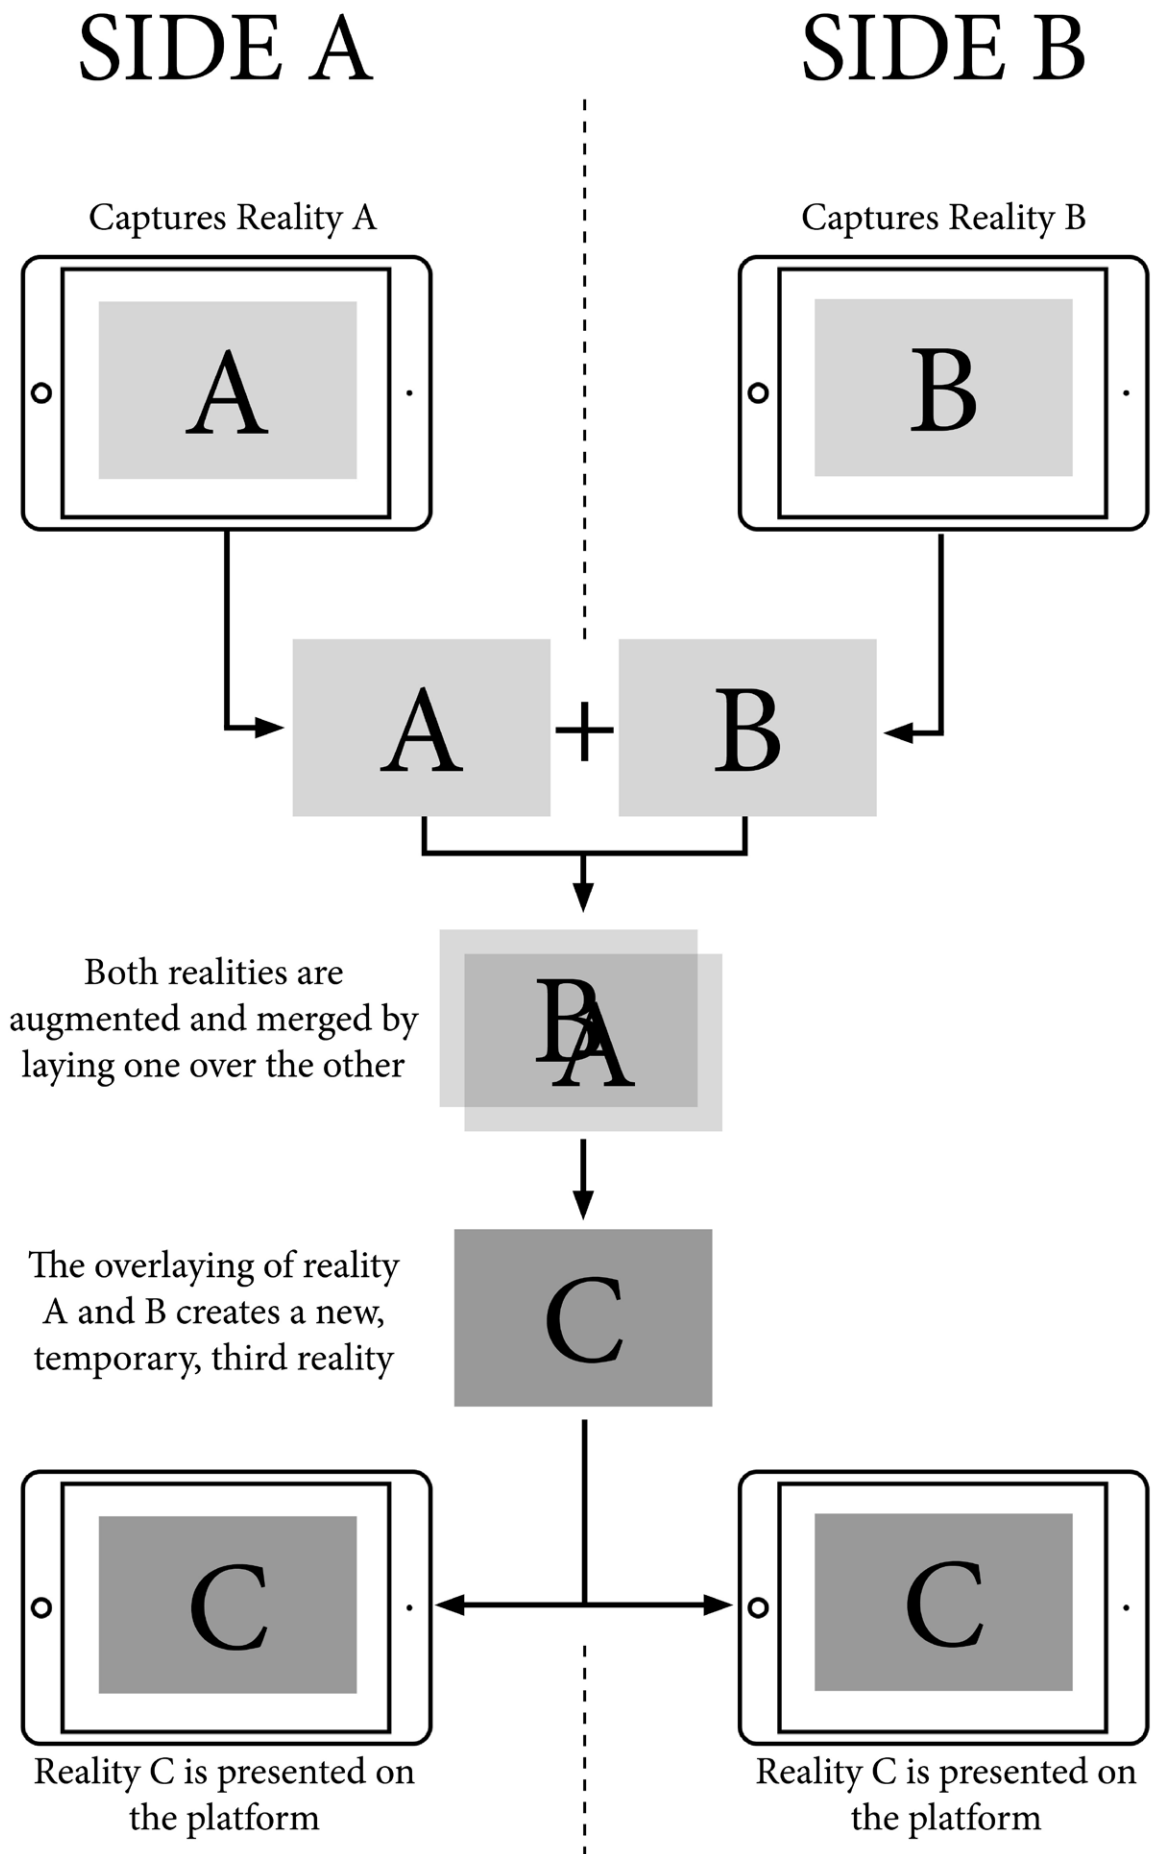 SIDE A
SIDE B
Captures Reality A
Captures Reality B
A
B
A + B
B
A
Both realities are
augmented and merged by
laying one over the other
The overlaying of reality
A and B creates a new,
temporary, third reality
C
C
C
Reality C is presented on
the platform
Reality C is presented on
the platform